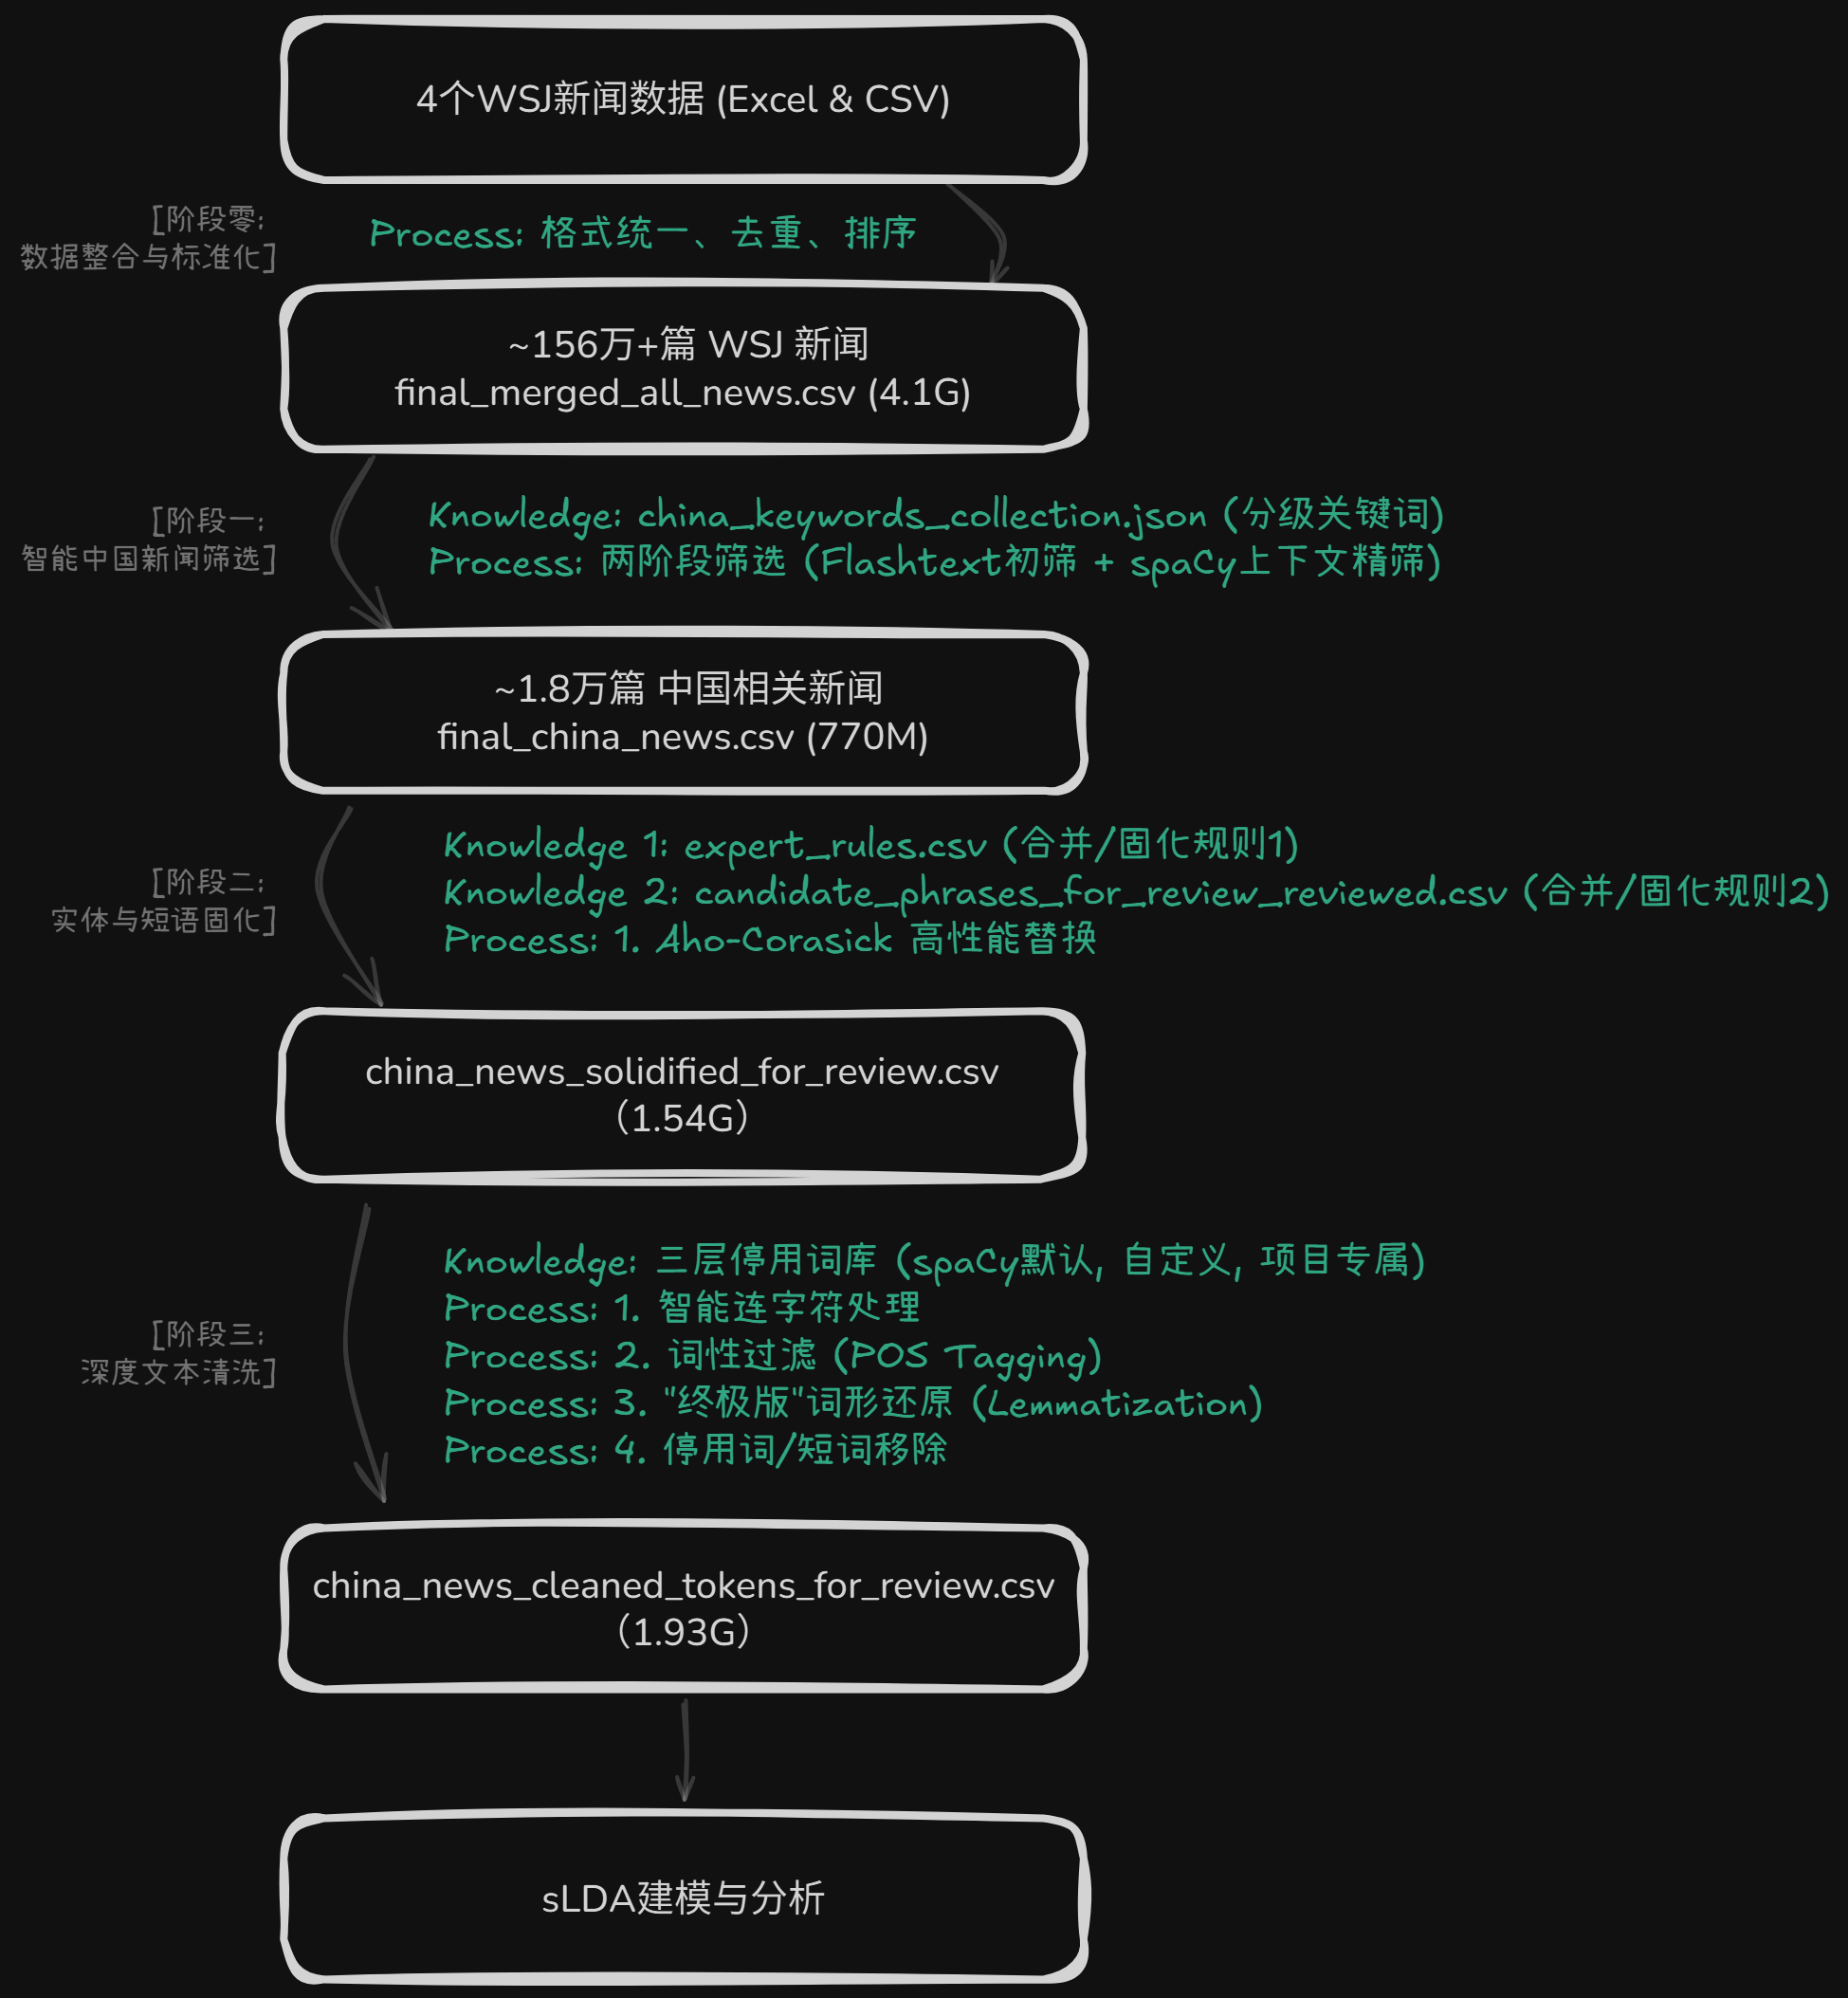 4个WSJ新闻数据 (Excel & CSV)
[阶段零:
数据整合与标准化]
Process: 格式统一、去重、排序
~156万+篇 WSJ 新闻
final_merged_all_news.csv (4.1G)
[阶段一:
智能中国新闻筛选]
Knowledge: china_keywords_collection.json (分级关键词)
Process: 两阶段筛选 (Flashtext初筛 + spaCy上下文精筛)
~1.8万篇 中国相关新闻
final_china_news.csv (770M)
[阶段二:
实体与短语固化]
Knowledge 1: expert_rules.csv (合并/固化规则1)
Knowledge 2: candidate_phrases_for_review_reviewed.csv (合并/固化规则2)
Process: 1. Aho-Corasick 高性能替换
china_news_solidified_for_review.csv
（1.54G）
[阶段三:
深度文本清洗]
Knowledge: 三层停用词库 (spaCy默认, 自定义, 项目专属)
Process: 1. 智能连字符处理
Process: 2. 词性过滤 (POS Tagging)
Process: 3. "终极版"词形还原 (Lemmatization)
Process: 4. 停用词/短词移除
china_news_cleaned_tokens_for_review.csv
（1.93G）
sLDA建模与分析